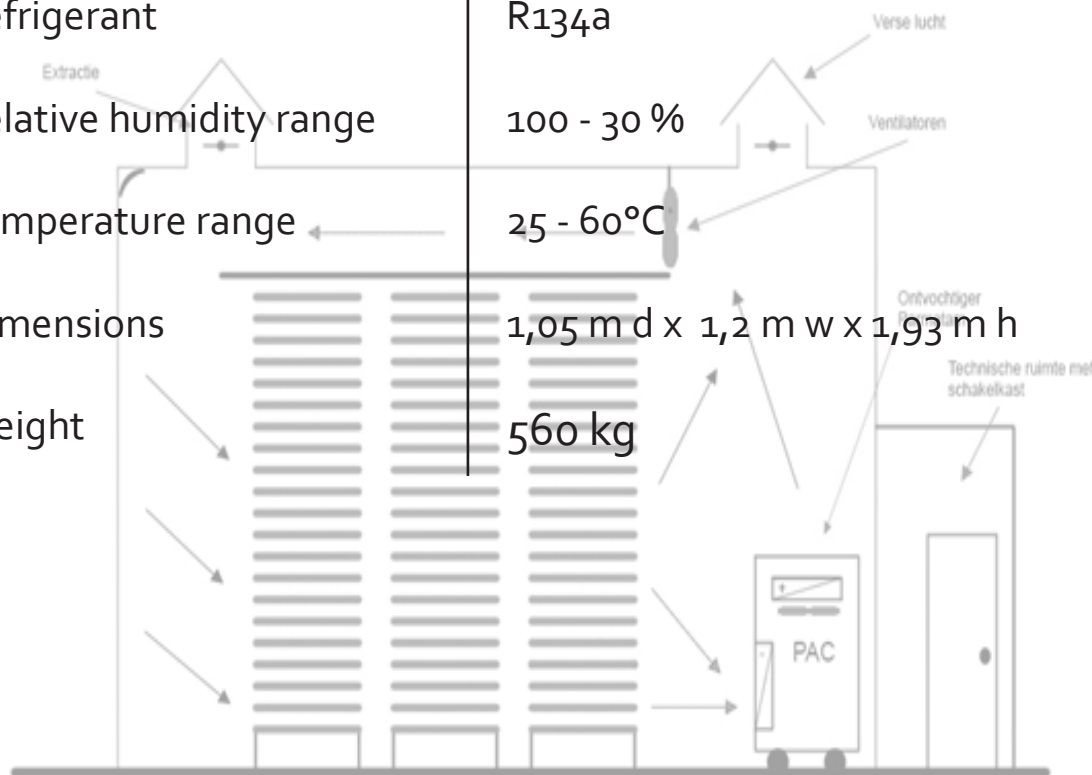 efrigerant R134a
Verse lucht
Extractie
elative humidity range 100 - 30 %
Ventilatoren
mperature range 25 - 60°C
Ontvochtiger
mensions 1,05 m d x 1,2 m w x 1,93 m h
Technische ruimte met
schakelkast
eight 560 kg
PAC